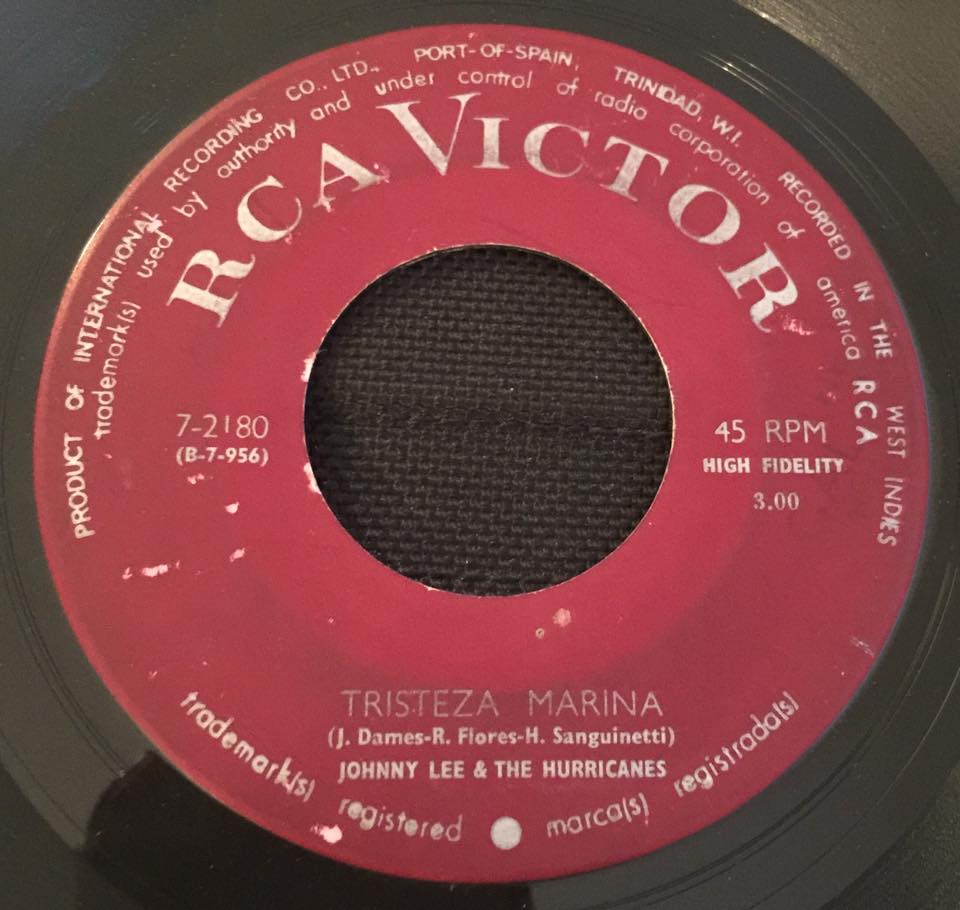 PRODUCT OF INTERNATIONAL RECORDING CO., LTD., PORT-OF-SPAIN, TRINIDAD, W.I. RECORDED IN THE WEST INDIES
trademark(s) used by authority and under control of radio corporation of america RCA
RCA VICTOR
7-2180
(B-7-956)
45 RPM
HIGH FIDELITY
3.00
TRISTEZA MARINA
(J. Dames-R. Flores-H. Sanguinetti)
JOHNNY LEE & THE HURRICANES
trademark(s) registered marca(s) registrada(s)